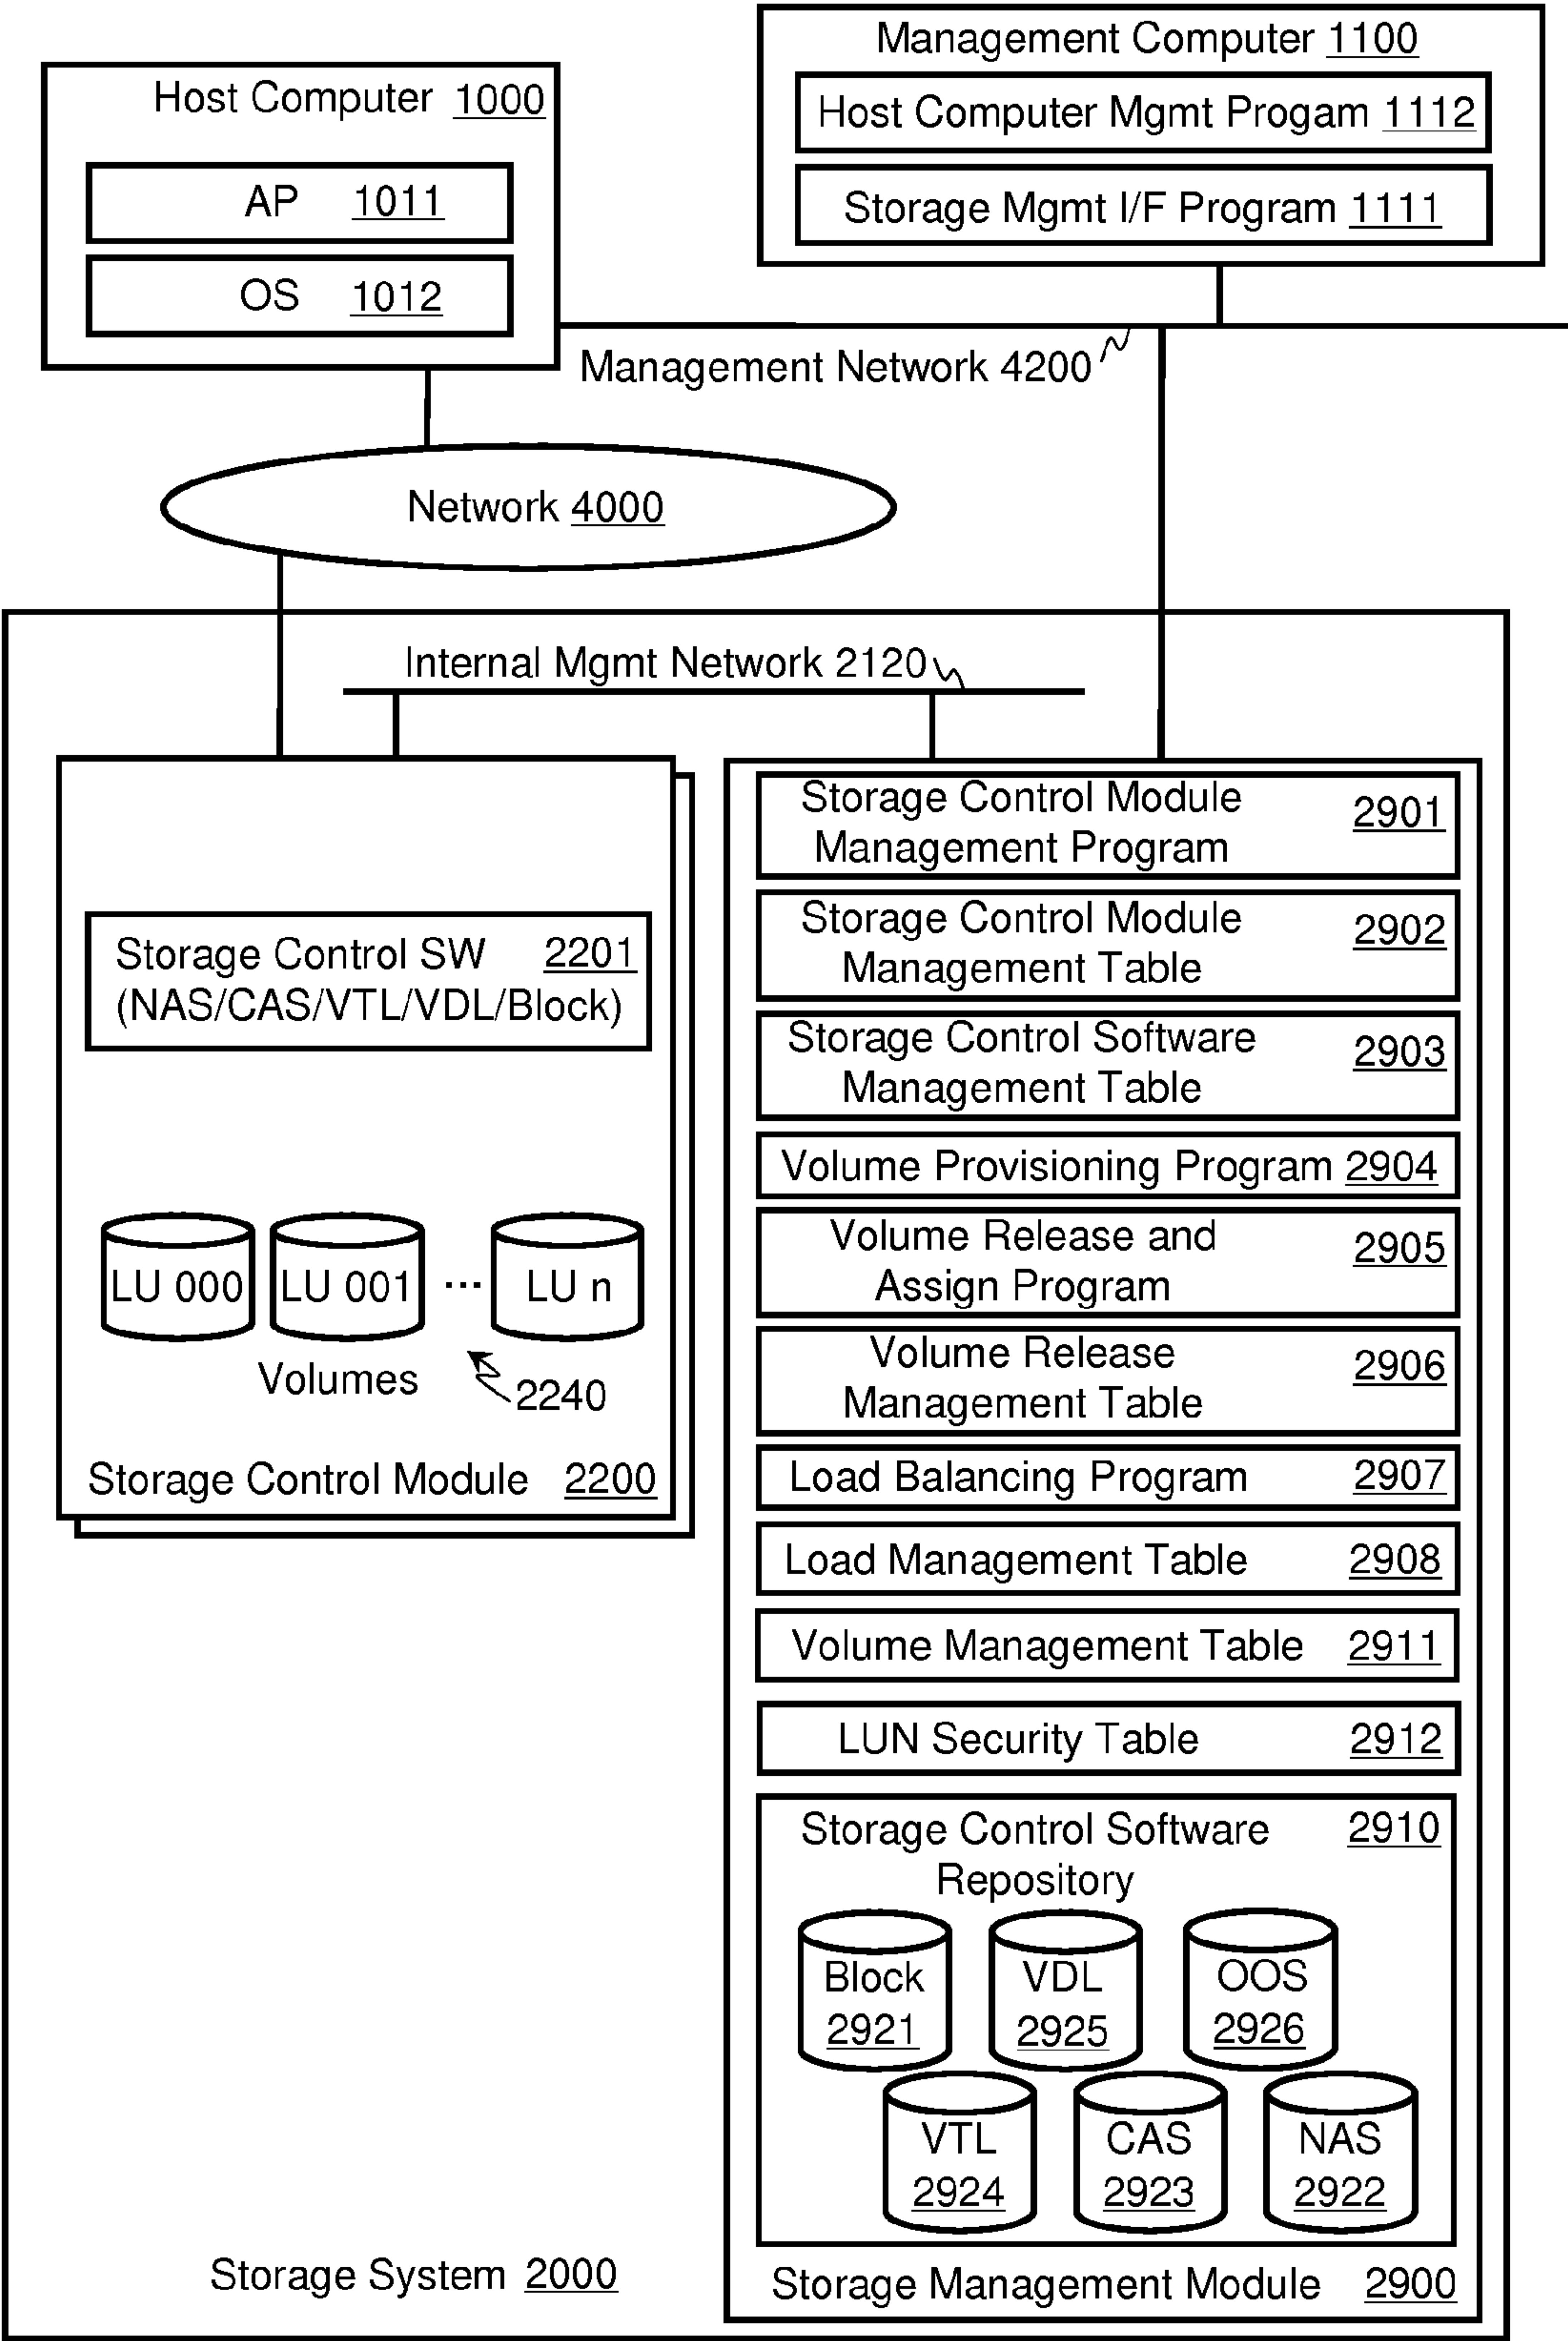 Management Computer 1100
Host Computer Mgmt Progam 1112
Storage Mgmt I/F Program 1111
Host Computer 1000
AP 1011
OS 1012
Management Network 4200
Network 4000
Internal Mgmt Network 2120
Storage Control SW 2201
(NAS/CAS/VTL/VDL/Block)
LU 000 LU 001 ... LU n
Volumes
2240
Storage Control Module 2200
Storage Control Module 2901
Management Program
Storage Control Module 2902
Management Table
Storage Control Software 2903
Management Table
Volume Provisioning Program 2904
Volume Release and 2905
Assign Program
Volume Release 2906
Management Table
Load Balancing Program 2907
Load Management Table 2908
Volume Management Table 2911
LUN Security Table 2912
Storage Control Software 2910
Repository
Block VDL OOS
2921 2925 2926
VTL CAS NAS
2924 2923 2922
Storage Management Module 2900
Storage System 2000